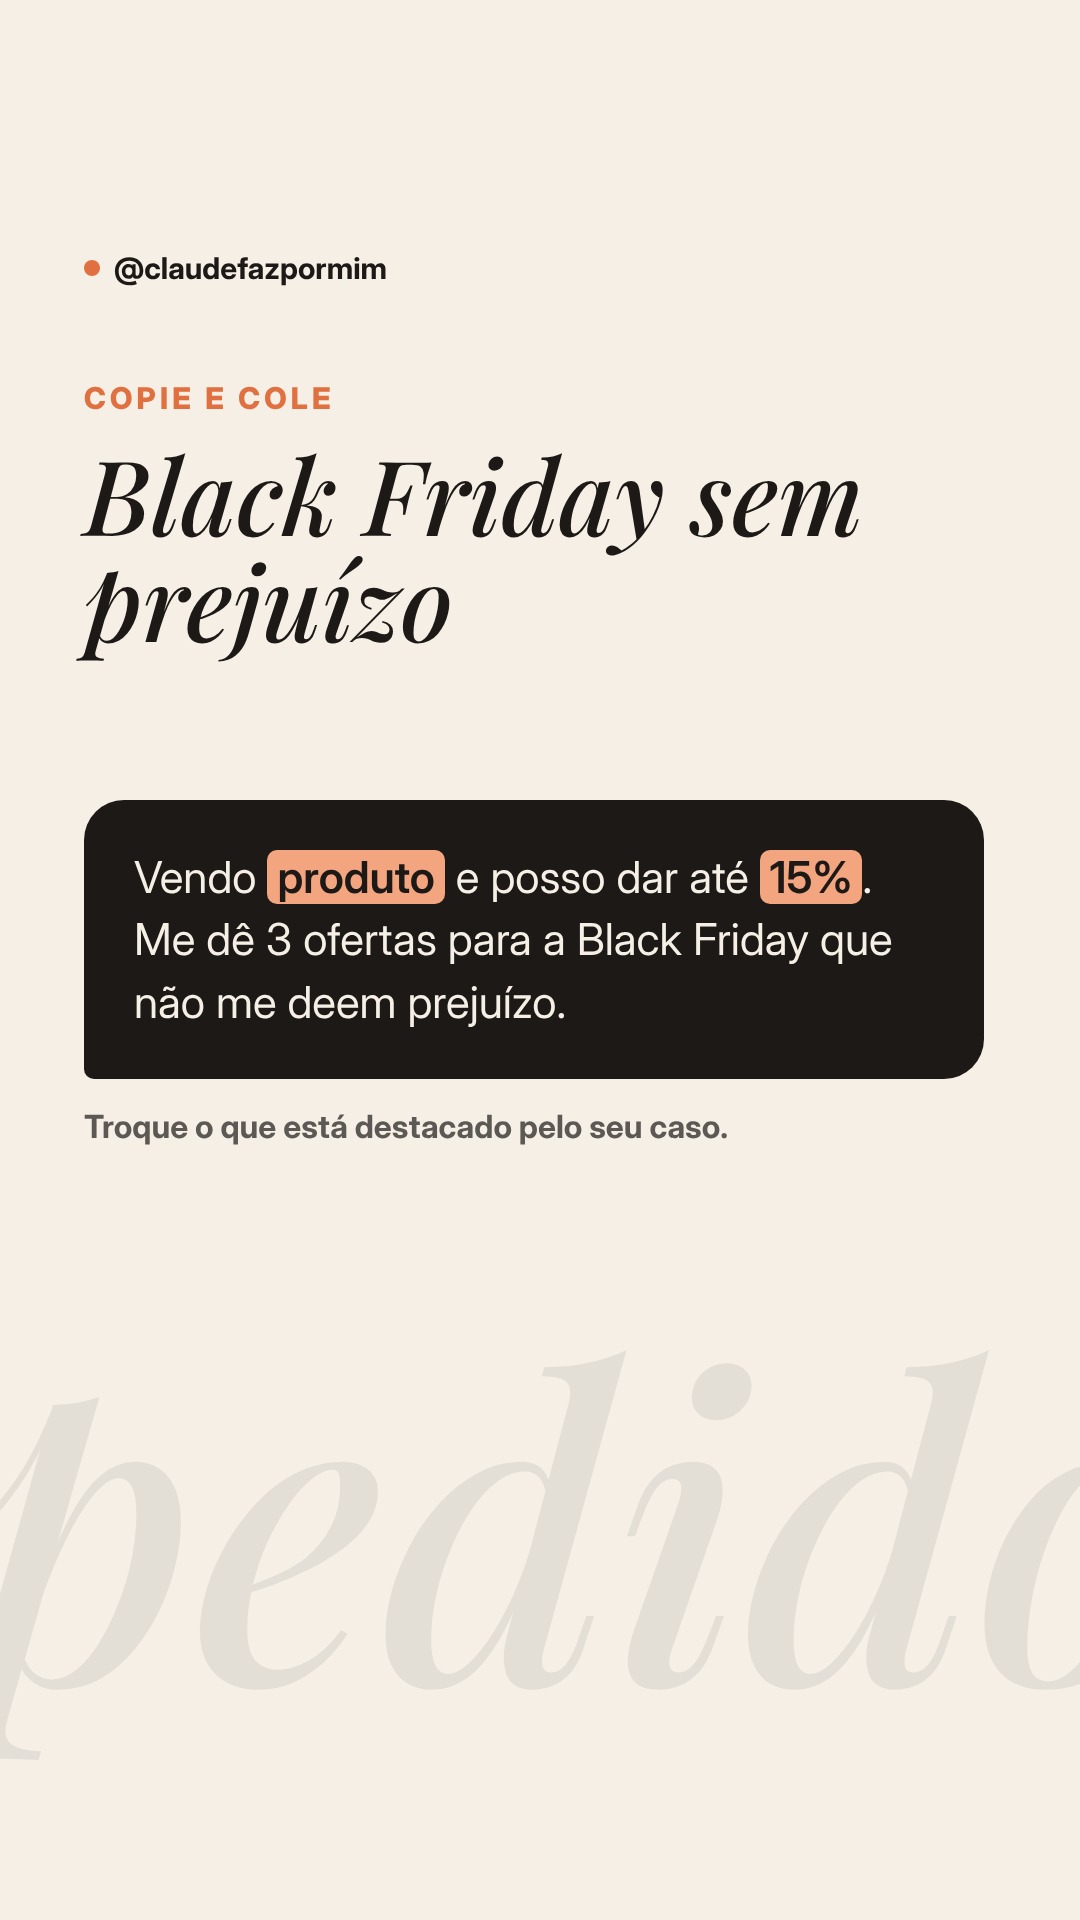 @claudefazpormim
COPIE E COLE
Black Friday sem
prejuízo
Vendo produto e posso dar até 15%.
Me dê 3 ofertas para a Black Friday que
não me deem prejuízo.
Troque o que está destacado pelo seu caso.
pedido